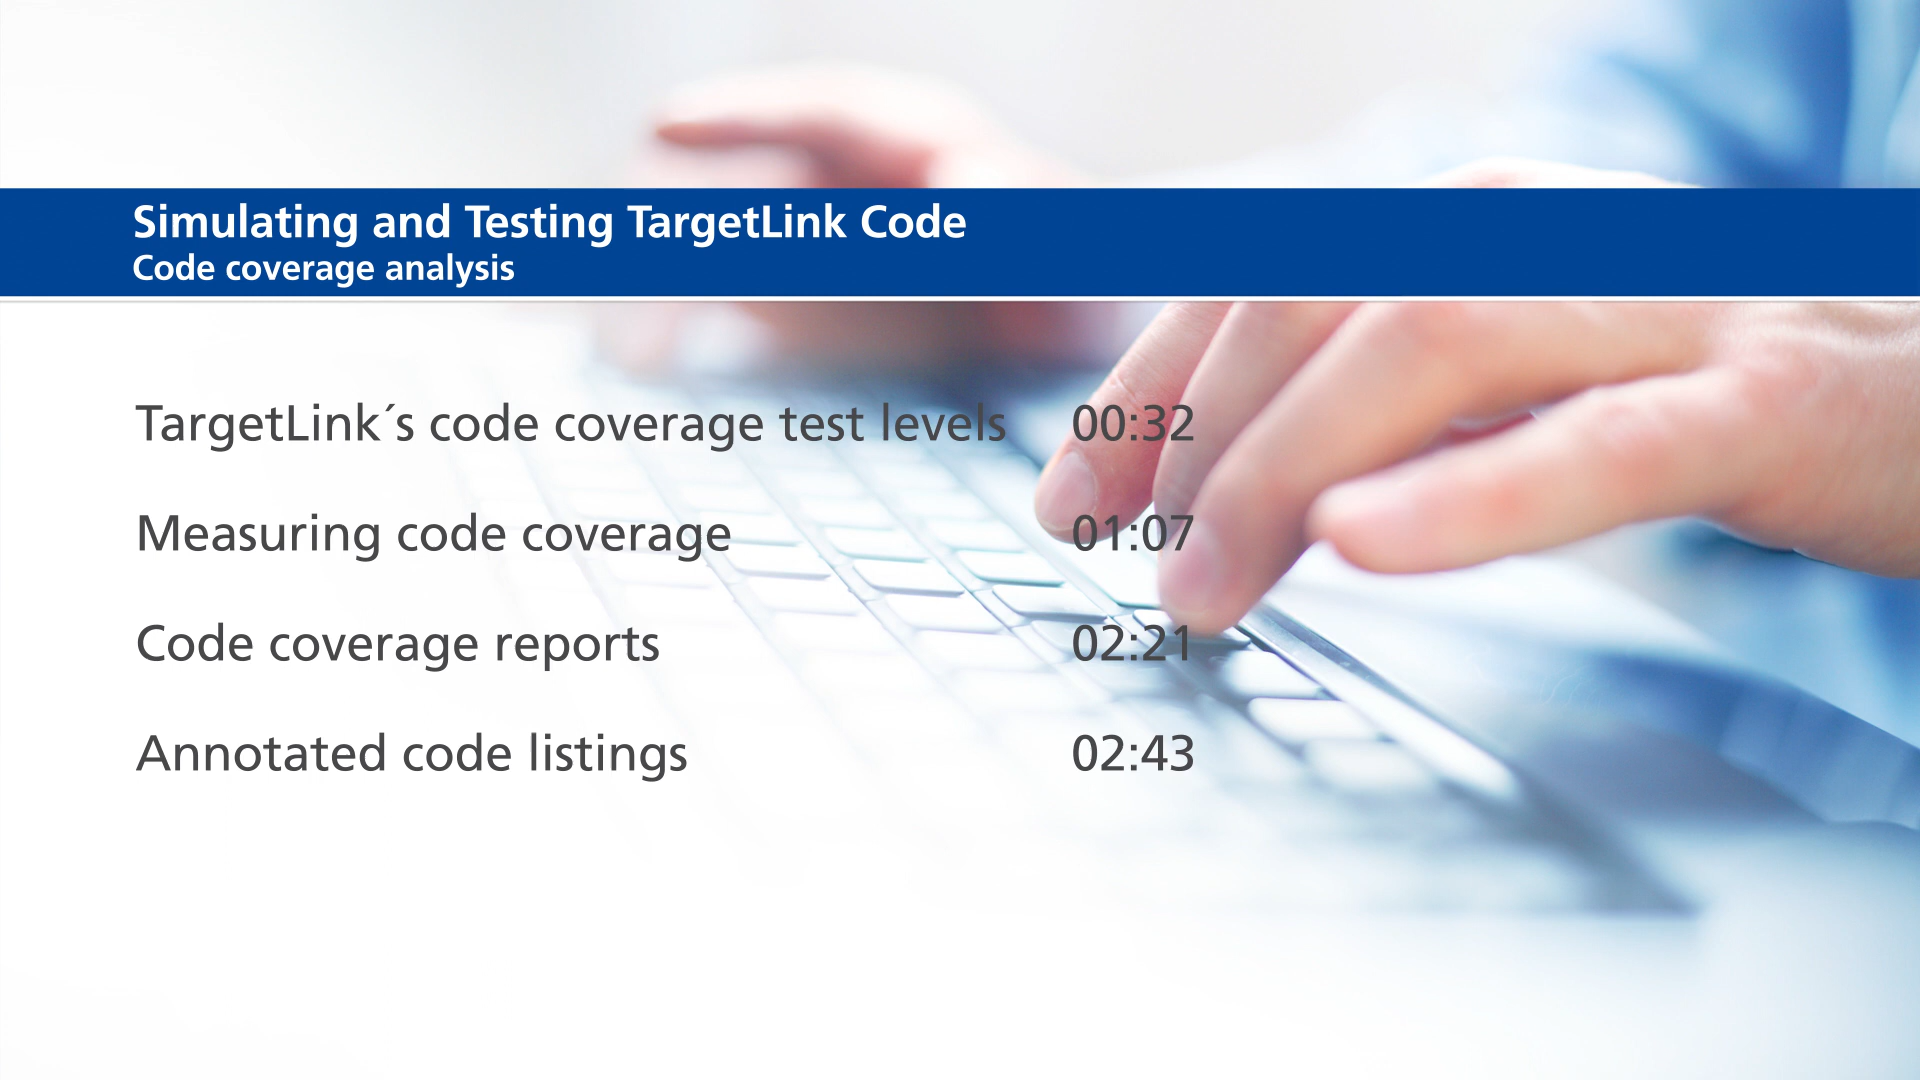 Simulating and Testing TargetLink Code
Code coverage analysis
TargetLink´s code coverage test levels 00:32
Measuring code coverage 01:07
Code coverage reports 02:21
Annotated code listings 02:43